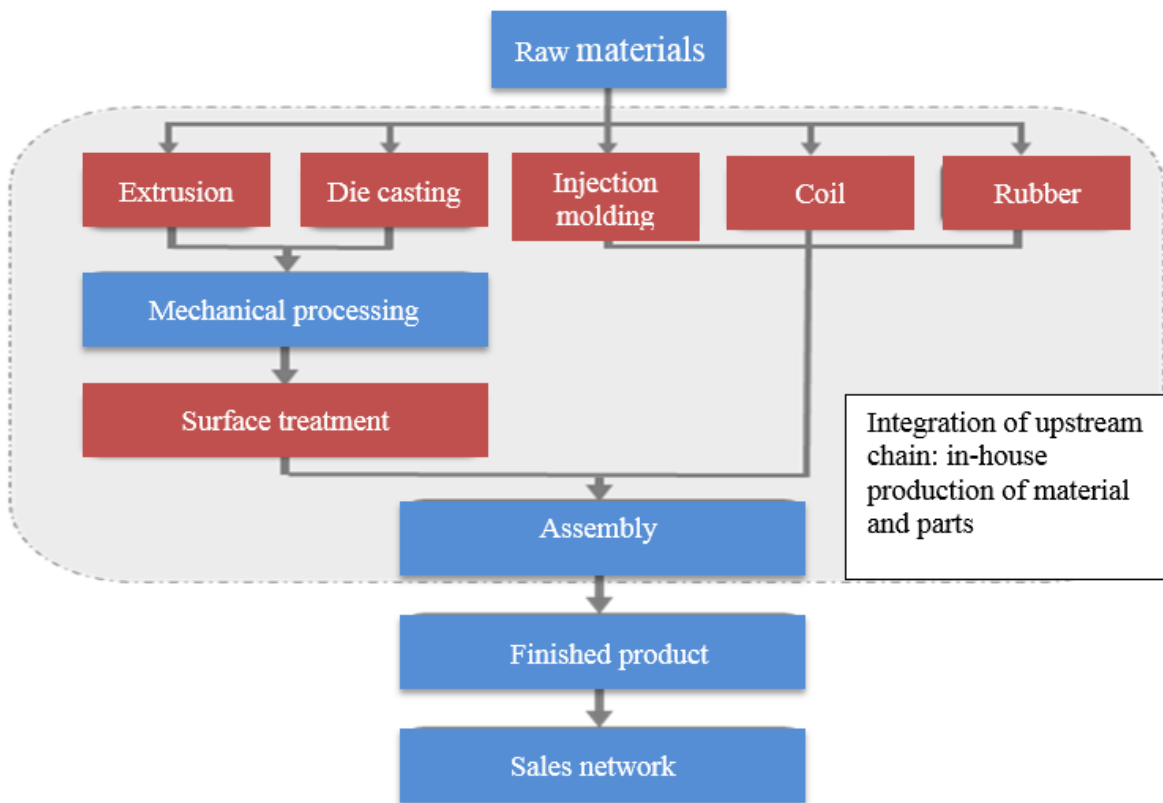 Raw materials
Extrusion
Die casting
Injection
molding
Coil
Rubber
Mechanical processing
Surface treatment
Integration of upstream
chain: in-house
production of material
and parts
Assembly
Finished product
Sales network